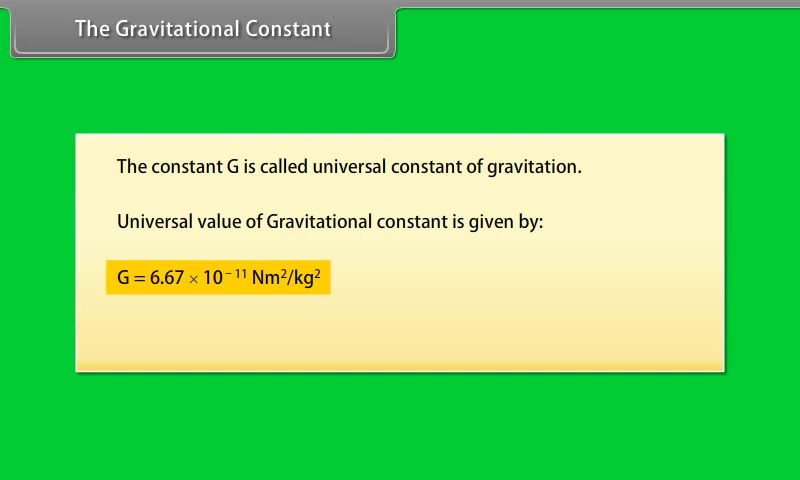 The Gravitational Constant
The constant G is called universal constant of gravitation.
Universal value of Gravitational constant is given by:
G = 6.67 × 10⁻¹¹ Nm²/kg²